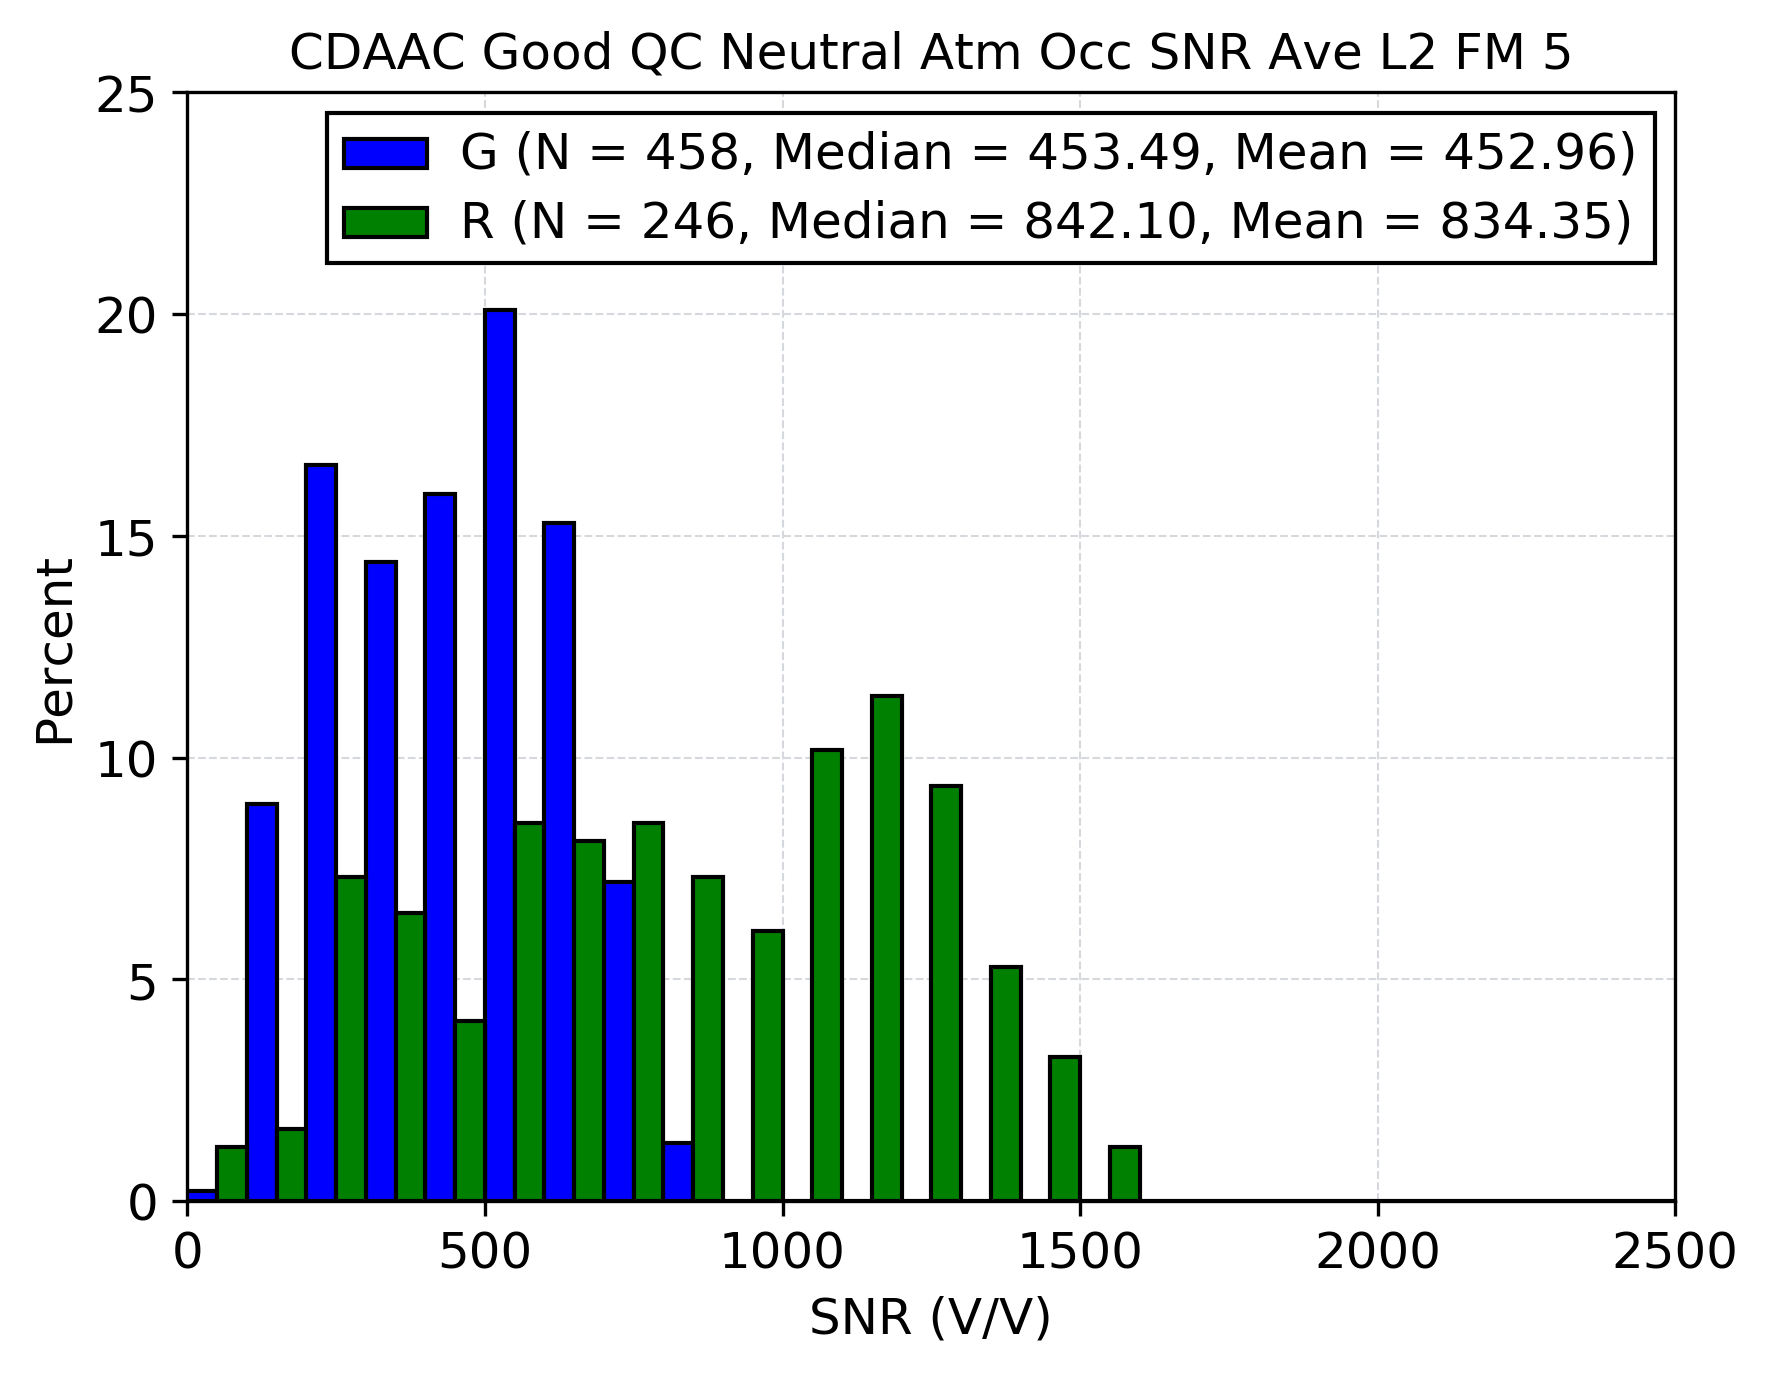 CDAAC Good QC Neutral Atm Occ SNR Ave L2 FM 5
25
G (N = 458, Median = 453.49, Mean = 452.96)
R (N = 246, Median = 842.10, Mean = 834.35)
20
15
10
5
0
Percent
0 500 1000 1500 2000 2500
SNR (V/V)